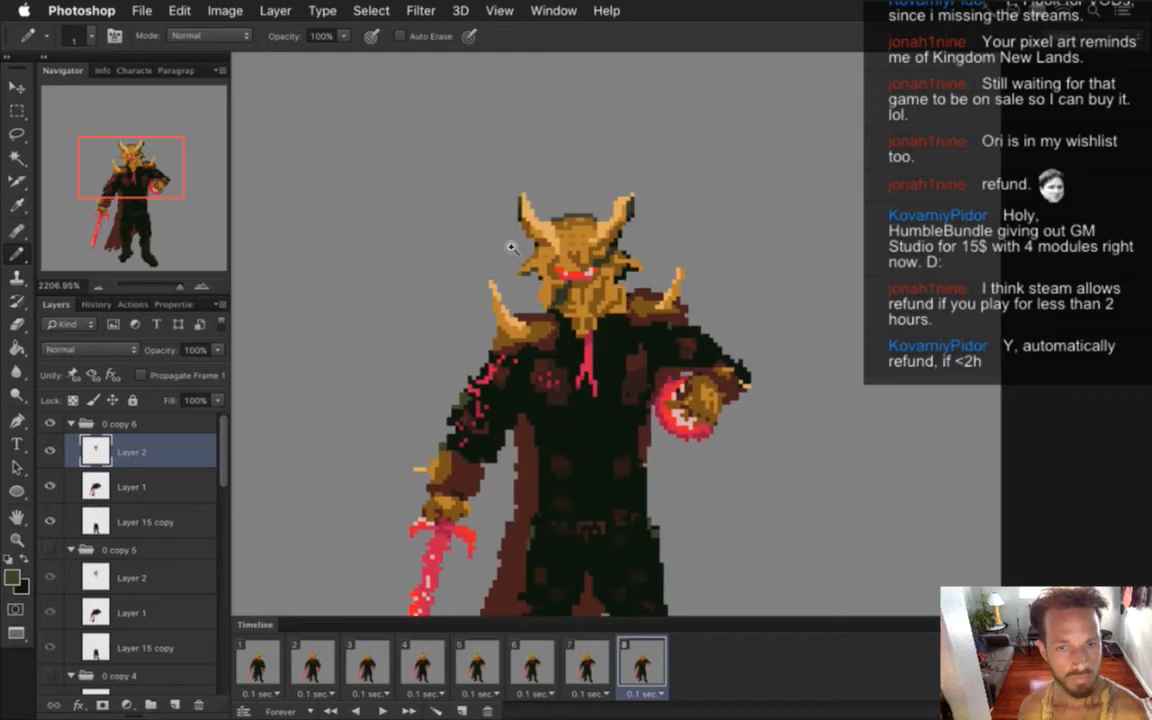 Photoshop File Edit Image Layer Type Select Filter 3D View Window Help
1 Mode: Normal Opacity: 100% Auto Erase
Navigator Info Characte Paragrap
2206.95%
Layers History Actions Propertie
Kind
Normal Opacity: 100%
Unify: Propagate Frame 1
Lock: Fill: 100%
0 copy 6
Layer 2
Layer 1
Layer 15 copy
0 copy 5
Layer 2
Layer 1
Layer 15 copy
0 copy 4
fx
Timeline
1 2 3 4 5 6 7 8
0.1 sec. 0.1 sec. 0.1 sec. 0.1 sec. 0.1 sec. 0.1 sec. 0.1 sec. 0.1 sec.
Forever
since i missing the streams.
jonah1nine Your pixel art reminds
me of Kingdom New Lands.
jonah1nine Still waiting for that
game to be on sale so I can buy it.
lol.
jonah1nine Ori is in my wishlist
too.
jonah1nine refund.
KovarniyPidor Holy,
HumbleBundle giving out GM
Studio for 15$ with 4 modules right
now. D:
jonah1nine I think steam allows
refund if you play for less than 2
hours.
KovarniyPidor Y, automatically
refund, if <2h